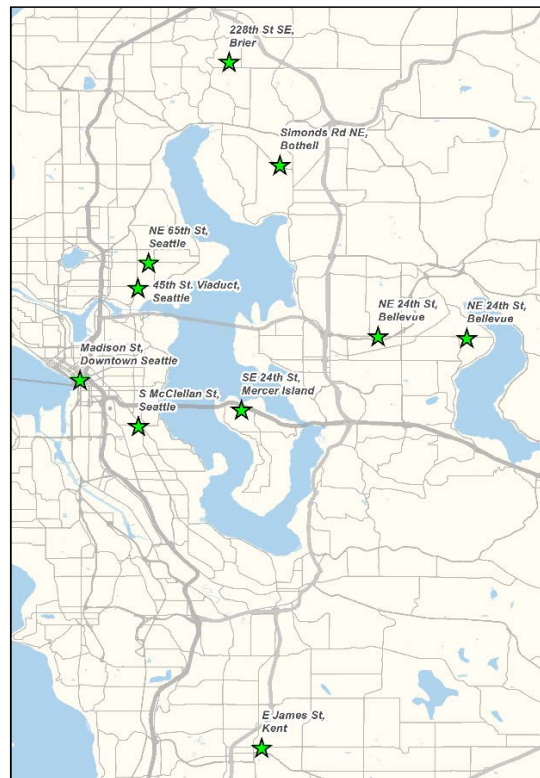 228th St SE,
Brier
Simonds Rd NE,
Bothell
NE 65th St,
Seattle
45th St. Viaduct,
Seattle
NE 24th St,
Bellevue
NE 24th St,
Bellevue
Madison St,
Downtown Seattle
SE 24th St,
Mercer Island
S McClellan St,
Seattle
E James St,
Kent